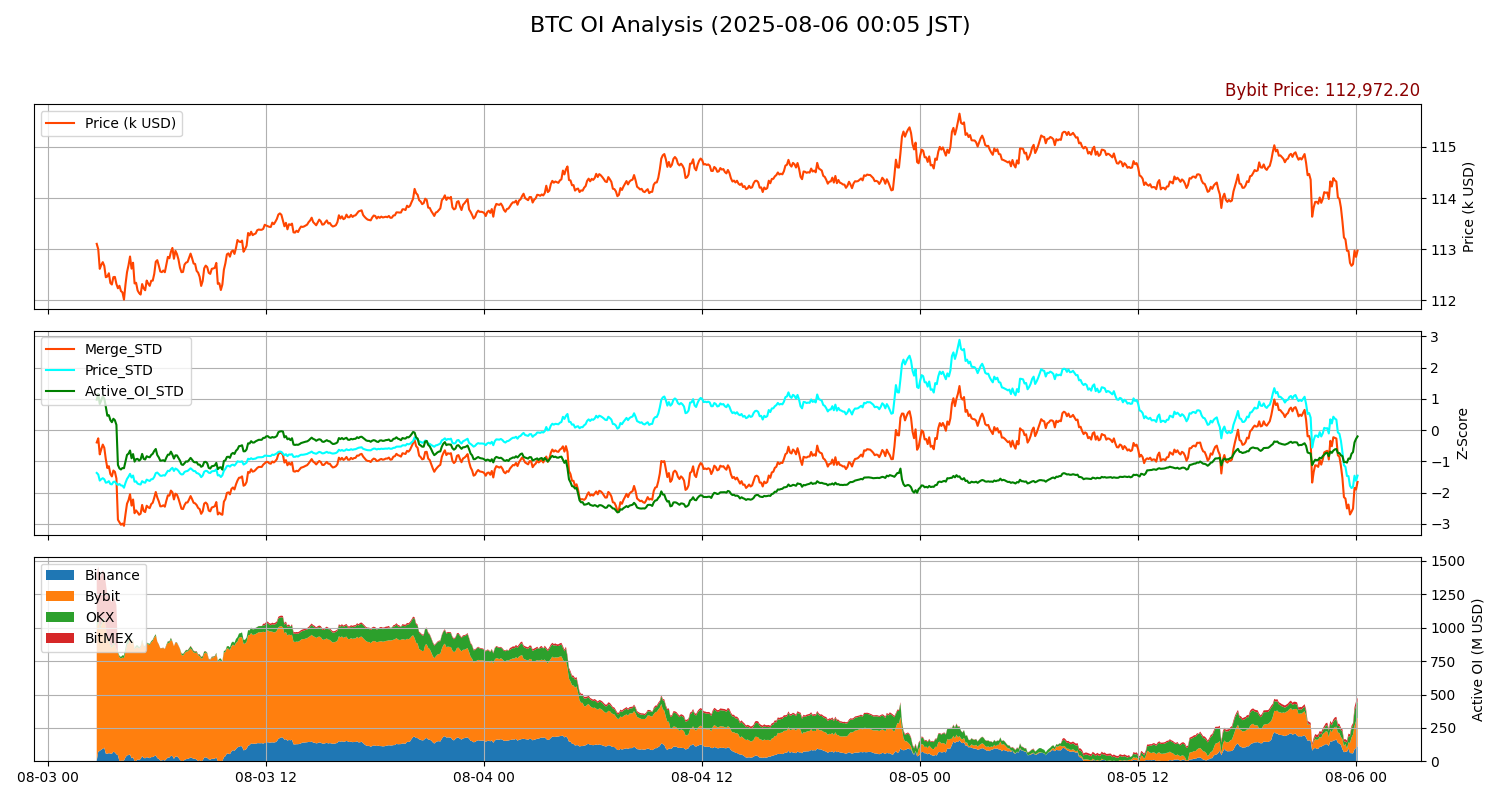 BTC OI Analysis (2025-08-06 00:05 JST)
Bybit Price: 112,972.20
Price (k USD)
115
114
113
112
Price (k USD)
Merge_STD
Price_STD
Active_OI_STD
3
2
1
0
−1
−2
−3
Z-Score
Binance
Bybit
OKX
BitMEX
1500
1250
1000
750
500
250
0
Active OI (M USD)
08-03 00
08-03 12
08-04 00
08-04 12
08-05 00
08-05 12
08-06 00